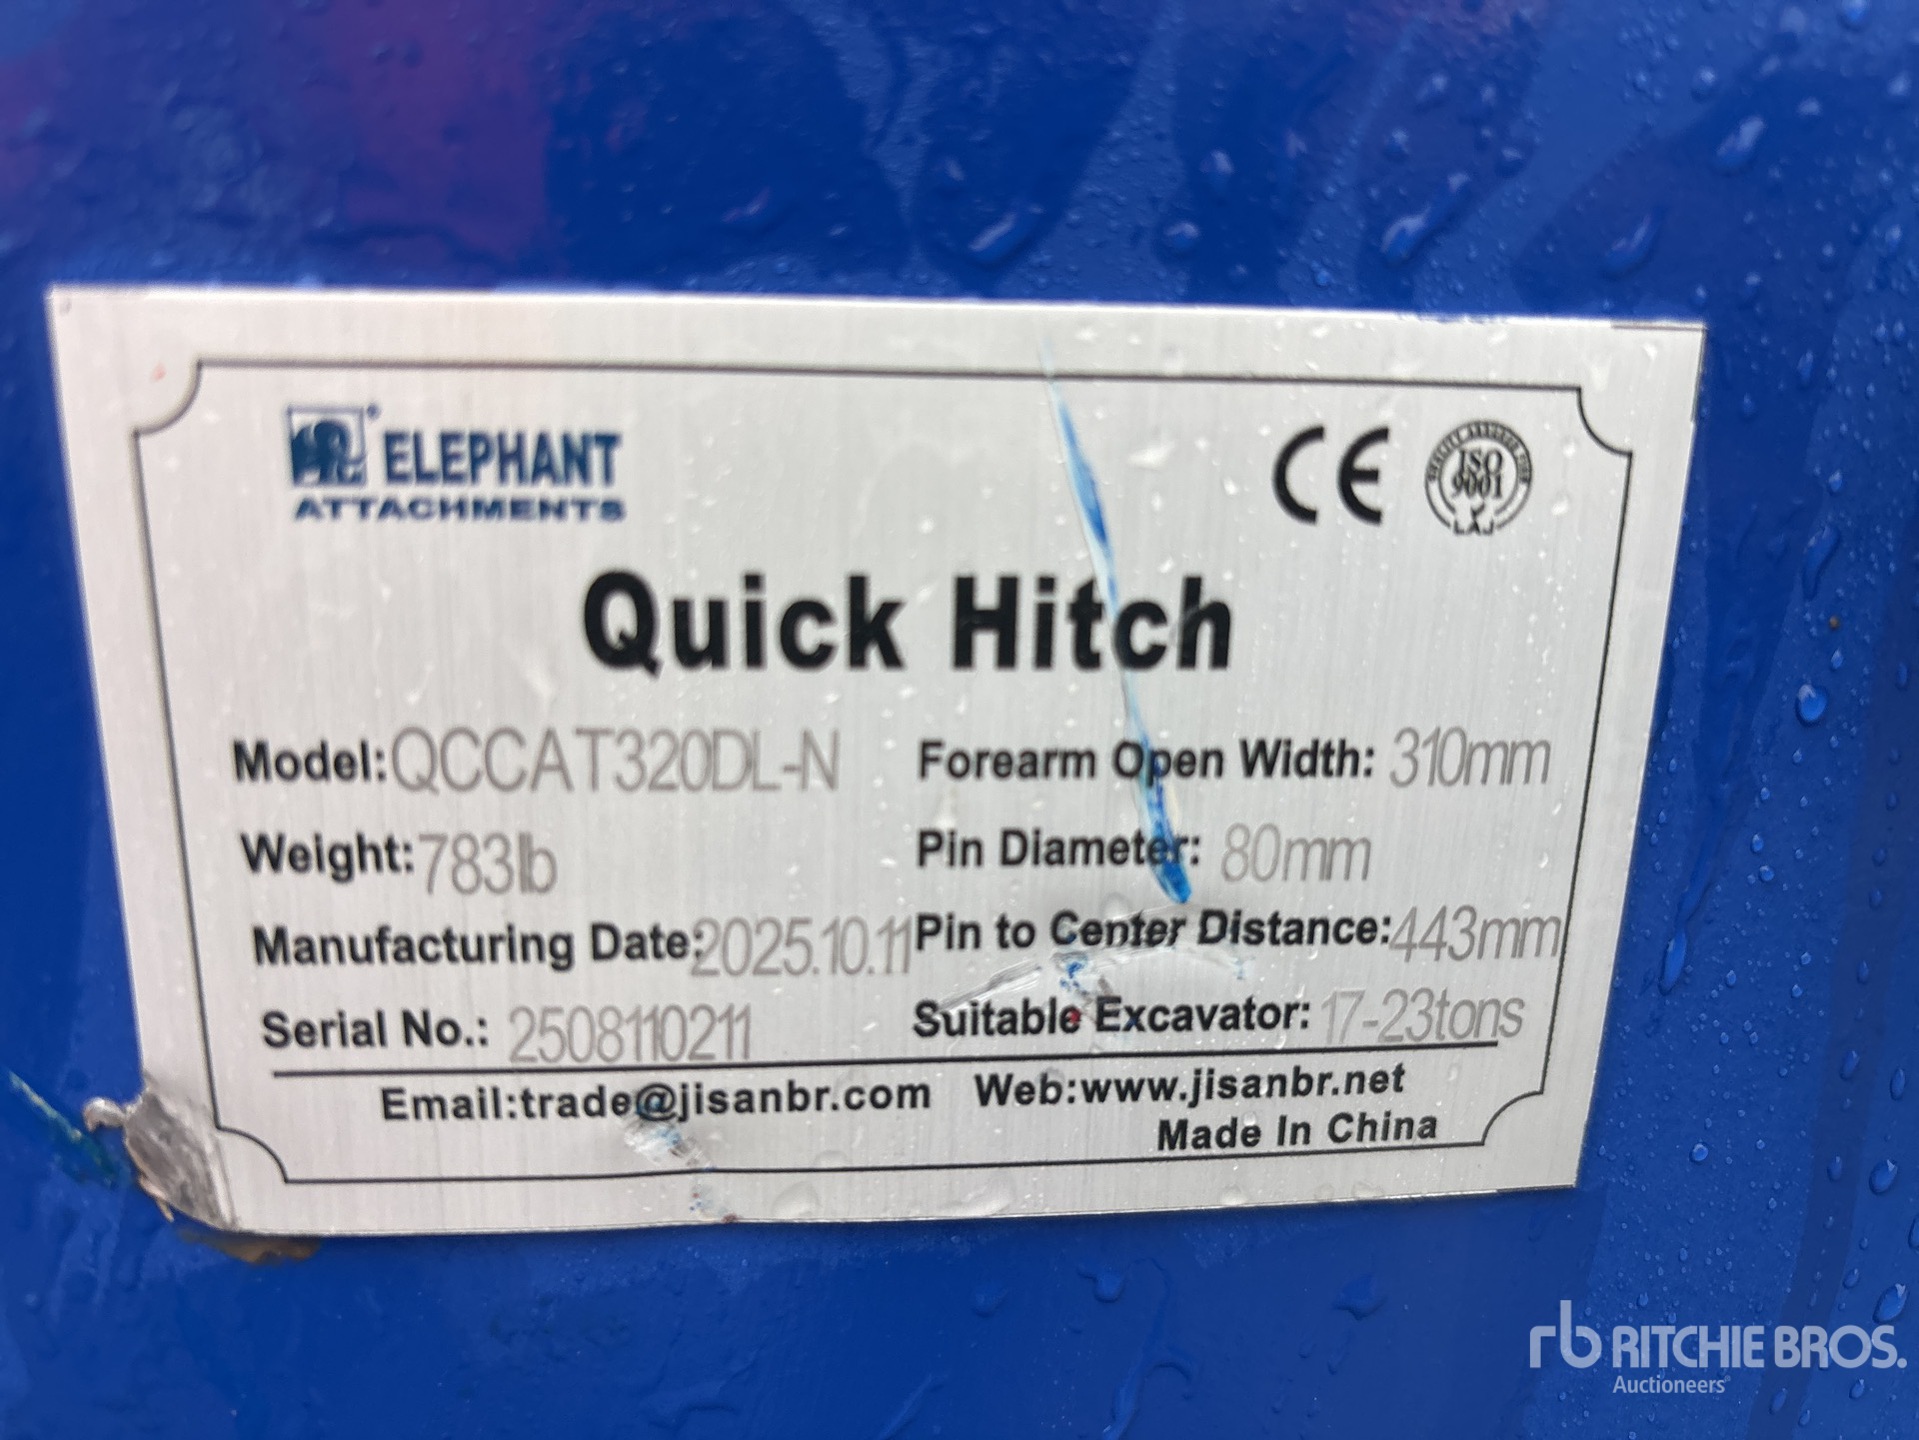 ELEPHANT
ATTACHMENTS
CE
ISO
9001
Quick Hitch
Model:QCCAT320DL-N
Forearm Open Width: 310mm
Weight:783lb
Pin Diameter: 80mm
Manufacturing Date:2025.10.11
Pin to Center Distance:443mm
Serial No.: 2508110211
Suitable Excavator: 17-23tons
Email:trade@jisanbr.com Web:www.jisanbr.net
Made In China
rb RITCHIE BROS.
Auctioneers